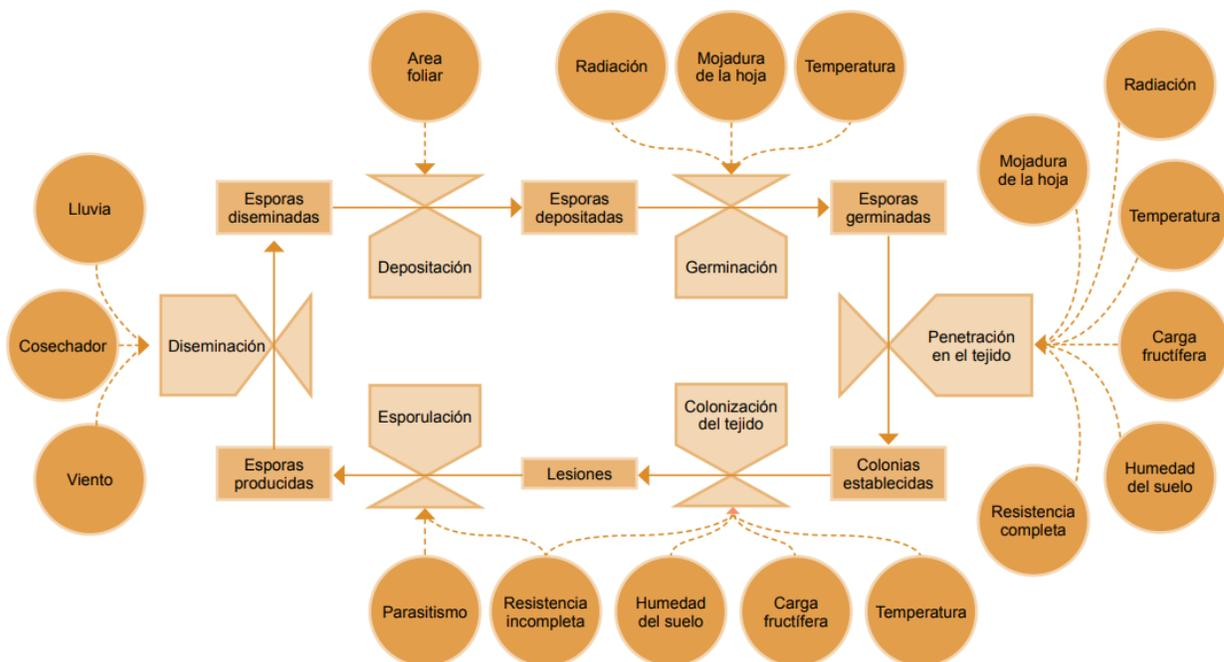 Area
foliar
Radiación
Mojadura
de la hoja
Temperatura
Radiación
Mojadura
de la hoja
Temperatura
Lluvia
Esporas
diseminadas
Esporas
depositadas
Esporas
germinadas
Depositación
Germinación
Cosechador
Diseminación
Penetración
en el tejido
Carga
fructífera
Esporulación
Colonización
del tejido
Viento
Esporas
producidas
Lesiones
Colonias
establecidas
Humedad
del suelo
Resistencia
completa
Parasitismo
Resistencia
incompleta
Humedad
del suelo
Carga
fructífera
Temperatura